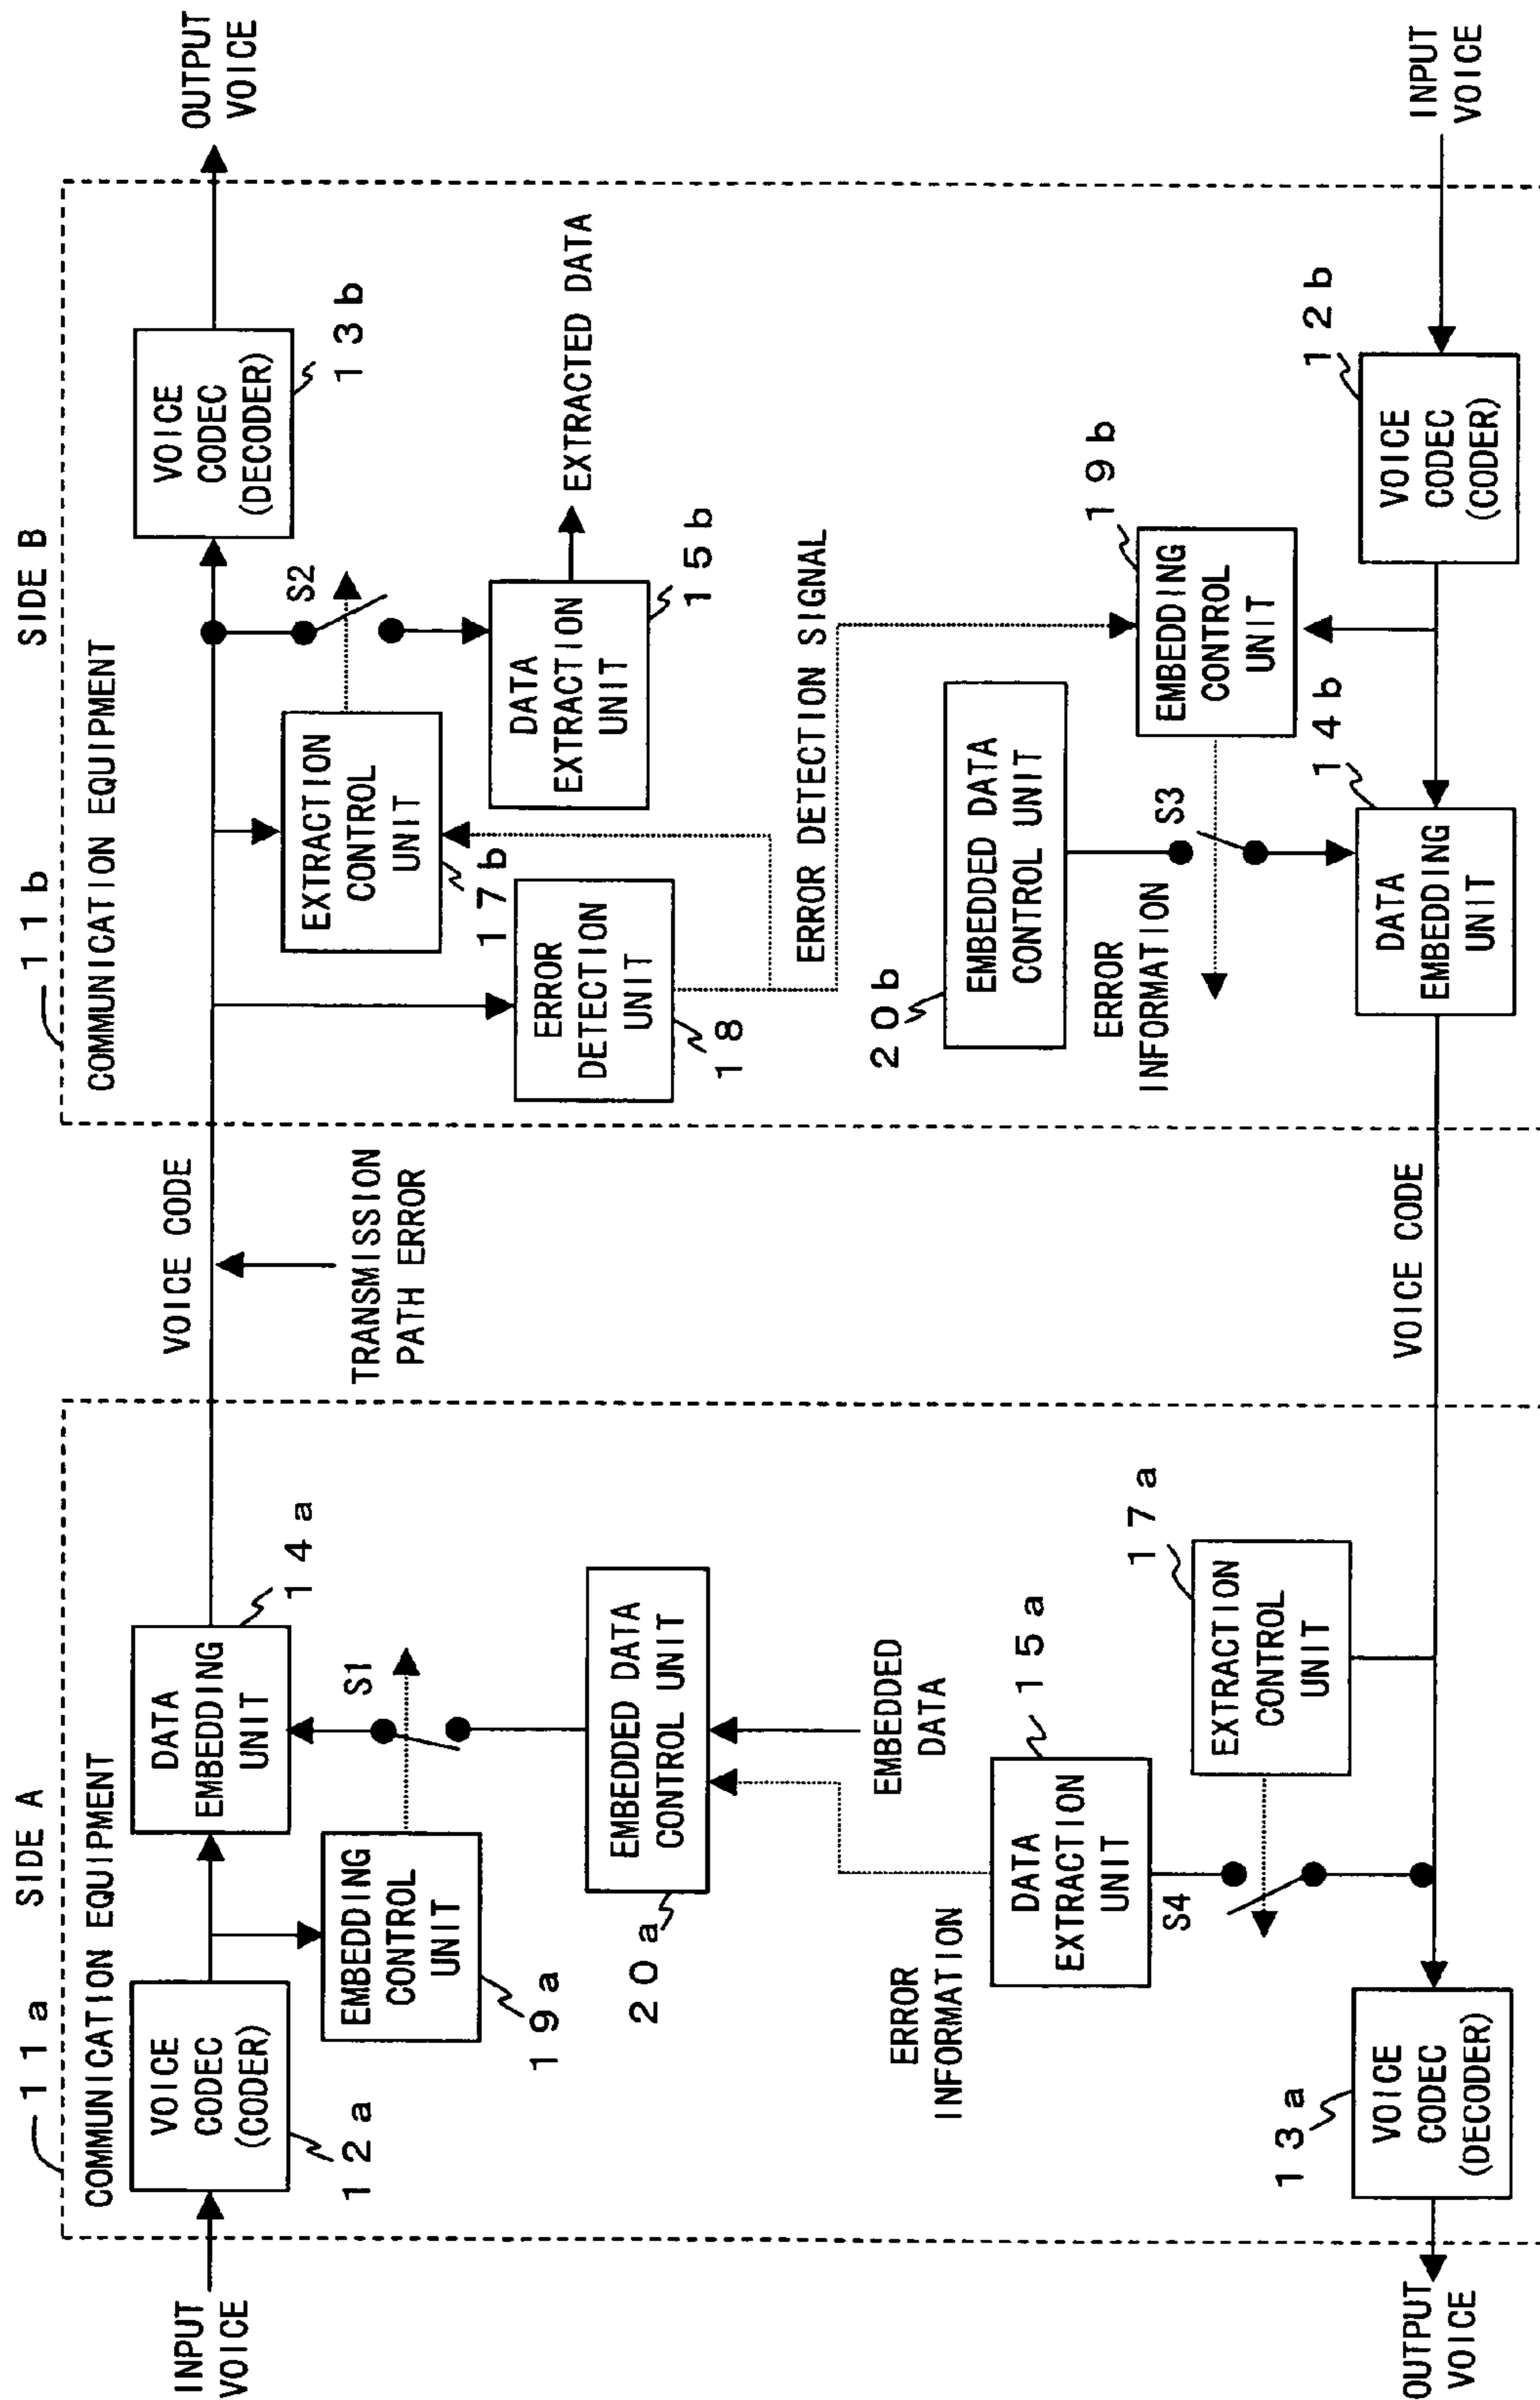 11a SIDE A
COMMUNICATION EQUIPMENT
INPUT
VOICE
VOICE
CODEC
(CODER)
12a
EMBEDDING
CONTROL
UNIT
19a
DATA
EMBEDDING
UNIT
14a
S1
EMBEDDED DATA
CONTROL UNIT
20a
EMBEDDED
DATA
ERROR
INFORMATION
DATA
EXTRACTION
UNIT
15a
S4
EXTRACTION
CONTROL
UNIT
17a
VOICE
CODEC
(DECODER)
13a
OUTPUT
VOICE
VOICE CODE
TRANSMISSION
PATH ERROR
VOICE CODE
11b SIDE B
COMMUNICATION EQUIPMENT
EXTRACTION
CONTROL
UNIT
17b
S2
VOICE
CODEC
(DECODER)
13b
OUTPUT
VOICE
ERROR
DETECTION
UNIT
18
DATA
EXTRACTION
UNIT
15b
EXTRACTED DATA
ERROR DETECTION SIGNAL
EMBEDDED DATA
CONTROL UNIT
20b
ERROR
INFORMATION
S3
EMBEDDING
CONTROL
UNIT
19b
DATA
EMBEDDING
UNIT
14b
VOICE
CODEC
(CODER)
12b
INPUT
VOICE